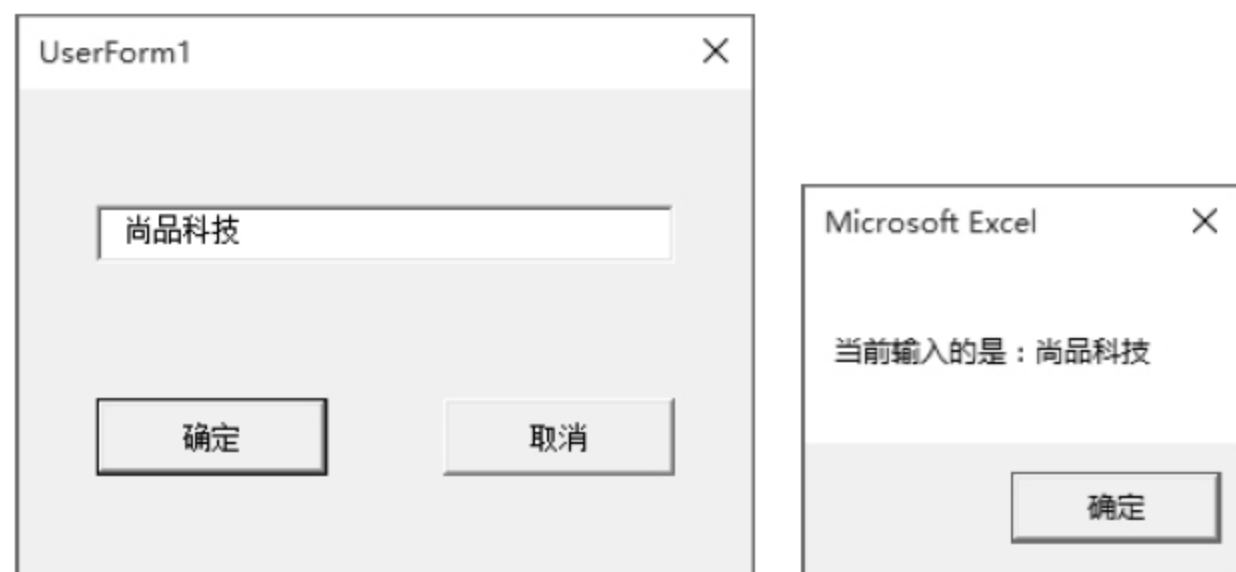 UserForm1
尚品科技
确定
取消
Microsoft Excel
当前输入的是：尚品科技
确定